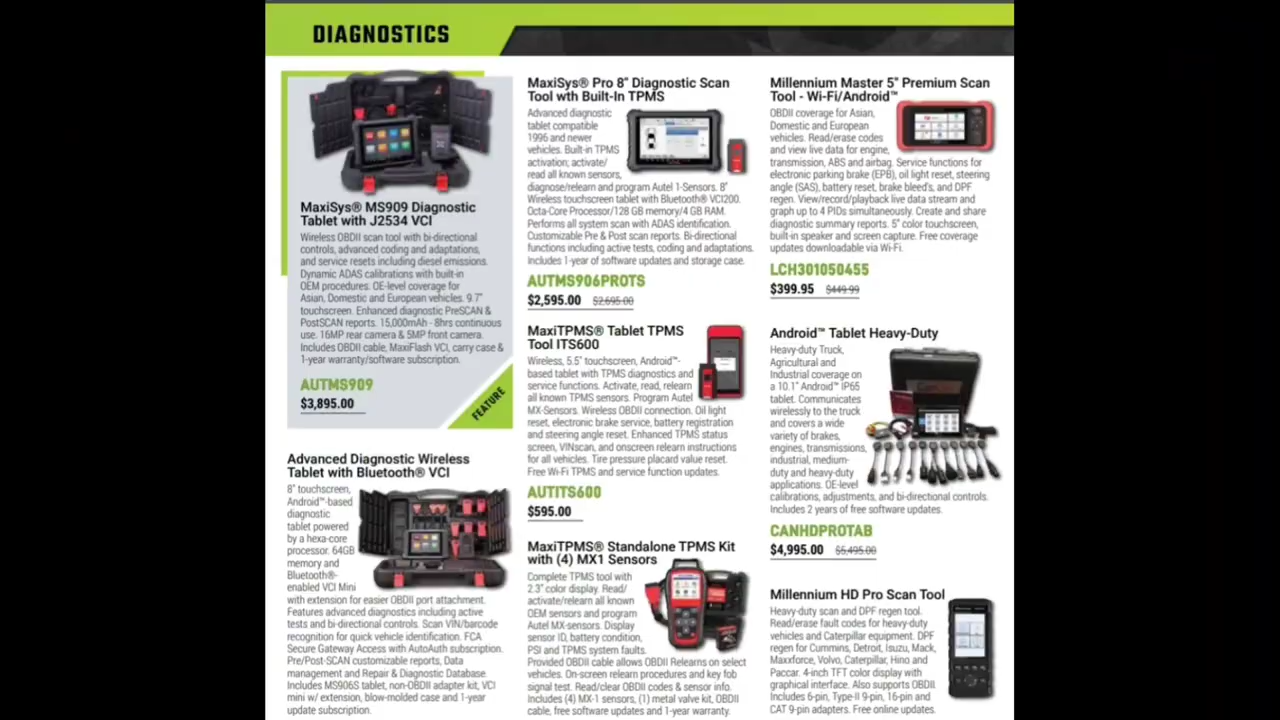 DIAGNOSTICS
MaxiSys® MS909 Diagnostic
Tablet with J2534 VCI
Wireless OBDII scan tool with bi-directional
controls, advanced coding and adaptations,
and service resets including diesel emissions.
Dynamic ADAS calibrations with built-in
OEM procedures. OE-level coverage for
Asian, Domestic and European vehicles. 9.7"
touchscreen. Enhanced diagnostic PreSCAN &
PostSCAN reports. 15,000mAh - 8hrs continuous
use. 16MP rear camera & 5MP front camera.
Includes OBDII cable, MaxiFlash VCI, carry case &
1-year warranty/software subscription.
AUTMS909
$3,895.00
FEATURE
Advanced Diagnostic Wireless
Tablet with Bluetooth® VCI
8" touchscreen,
Android™-based
diagnostic
tablet powered
by a hexa-core
processor. 64GB
memory and
Bluetooth®-
enabled VCI Mini
with extension for easier OBDII port attachment.
Features advanced diagnostics including active
tests and bi-directional controls. Scan VIN/barcode
recognition for quick vehicle identification. FCA
Secure Gateway Access with AutoAuth subscription.
Pre/Post-SCAN customizable reports, Data
management and Repair & Diagnostic Database.
Includes MS906S tablet, non-OBDII adapter kit, VCI
mini w/ extension, blow-molded case and 1-year
update subscription.
MaxiSys® Pro 8" Diagnostic Scan
Tool wth Built-In TPMS
Advanced diagnostic
tablet compatible
1996 and newer
vehicles. Built-in TPMS
activation; activate/
read all known sensors,
diagnose/relearn and program Autel 1-Sensors. 8"
Wireless touchscreen tablet with Bluetooth® VCI200.
Octa-Core Processor/128 GB memory/4 GB RAM.
Performs all system scan with ADAS identification.
Customizable Pre & Post scan reports. Bi-directional
functions including active tests, coding and adaptations.
Includes 1-year of software updates and storage case.
AUTMS906PROTS
$2,595.00 $2,695.00
MaxiTPMS® Tablet TPMS
Tool ITS600
Wireless, 5.5" touchscreen, Android™-
based tablet with TPMS diagnostics and
service functions. Activate, read, relearn
all known TPMS sensors. Program Autel
MX-Sensors. Wireless OBDII connection. Oil light
reset, electronic brake service, battery registration
and steering angle reset. Enhanced TPMS status
screen, VINscan, and onscreen relearn instructions
for all vehicles. Tire pressure placard value reset.
Free Wi-Fi TPMS and service function updates.
AUTITS600
$595.00
MaxiTPMS® Standalone TPMS Kit
with (4) MX1 Sensors
Complete TPMS tool with
2.3" color display. Read/
activate/relearn all known
OEM sensors and program
Autel MX-sensors. Display
sensor ID, battery condition,
PSI and TPMS system faults.
Provided OBDII cable allows OBDII Relearns on select
vehicles. On-screen relearn procedures and key fob
signal test. Read/clear OBDII codes & sensor info.
Includes (4) MX-1 sensors, (1) metal valve kit, OBDII
cable, free software updates and 1-year warranty.
Millennium Master 5" Premium Scan
Tool - Wi-Fi/Android™
OBDII coverage for Asian,
Domestic and European
vehicles. Read/erase codes
and view live data for engine,
transmission, ABS and airbag. Service functions for
electronic parking brake (EPB), oil light reset, steering
angle (SAS), battery reset, brake bleed's, and DPF
regen. View/record/playback live data stream and
graph up to 4 PIDs simultaneously. Create and share
diagnostic summary reports. 5" color touchscreen,
built-in speaker and screen capture. Free coverage
updates downloadable via Wi-Fi.
LCH301050455
$399.95 $449.99
Android™ Tablet Heavy-Duty
Heavy-duty Truck,
Agricultural and
Industrial coverage on
a 10.1" Android™ IP65
tablet. Communicates
wirelessly to the truck
and covers a wide
variety of brakes,
engines, transmissions,
industrial, medium-
duty and heavy-duty
applications. OE-level
calibrations, adjustments, and bi-directional controls.
Includes 2 years of free software updates.
CANHDPROTAB
$4,995.00 $5,495.00
Millennium HD Pro Scan Tool
Heavy-duty scan and DPF regen tool.
Read/erase fault codes for heavy-duty
vehicles and Caterpillar equipment. DPF
regen for Cummins, Detroit, Isuzu, Mack,
Maxxforce, Volvo, Caterpillar, Hino and
Paccar. 4-inch TFT color display with
graphical interface. Also supports OBDII.
Includes 6-pin, Type-II 9-pin, 16-pin and
CAT 9-pin adapters. Free online updates.